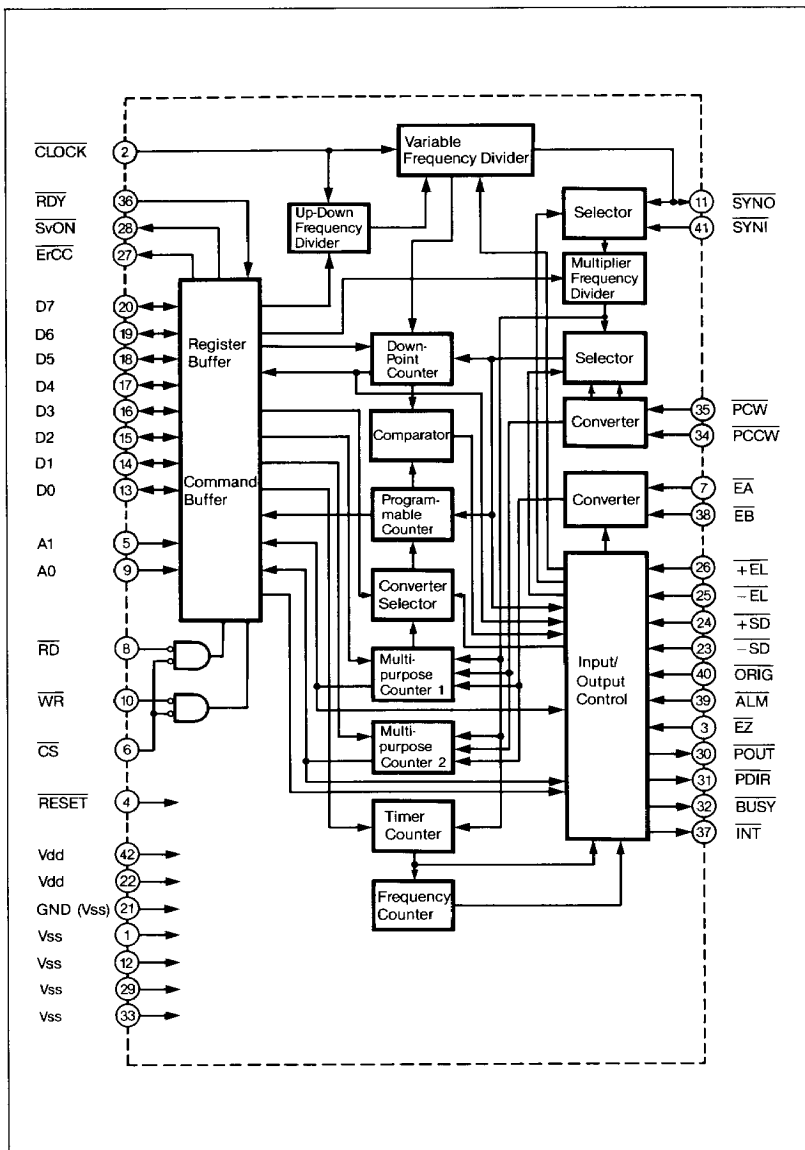 CLOCK
2
RDY
36
SvON
28
ErCC
27
D7
20
D6
19
D5
18
D4
17
D3
16
D2
15
D1
14
D0
13
A1
5
A0
9
RD
8
WR
10
CS
6
RESET
4
Vdd
42
Vdd
22
GND (Vss)
21
Vss
1
Vss
12
Vss
29
Vss
33
Register
Buffer
Command
Buffer
Variable
Frequency Divider
Up-Down
Frequency
Divider
Down-
Point
Counter
Comparator
Program-
mable
Counter
Converter
Selector
Multi-
purpose
Counter 1
Multi-
purpose
Counter 2
Timer
Counter
Frequency
Counter
Selector
Multiplier
Frequency
Divider
Selector
Converter
Converter
Input/
Output
Control
11
SYNO
41
SYNI
35
PCW
34
PCCW
7
EA
38
EB
26
+EL
25
−EL
24
+SD
23
−SD
40
ORIG
39
ALM
3
EZ
30
POUT
31
PDIR
32
BUSY
37
INT